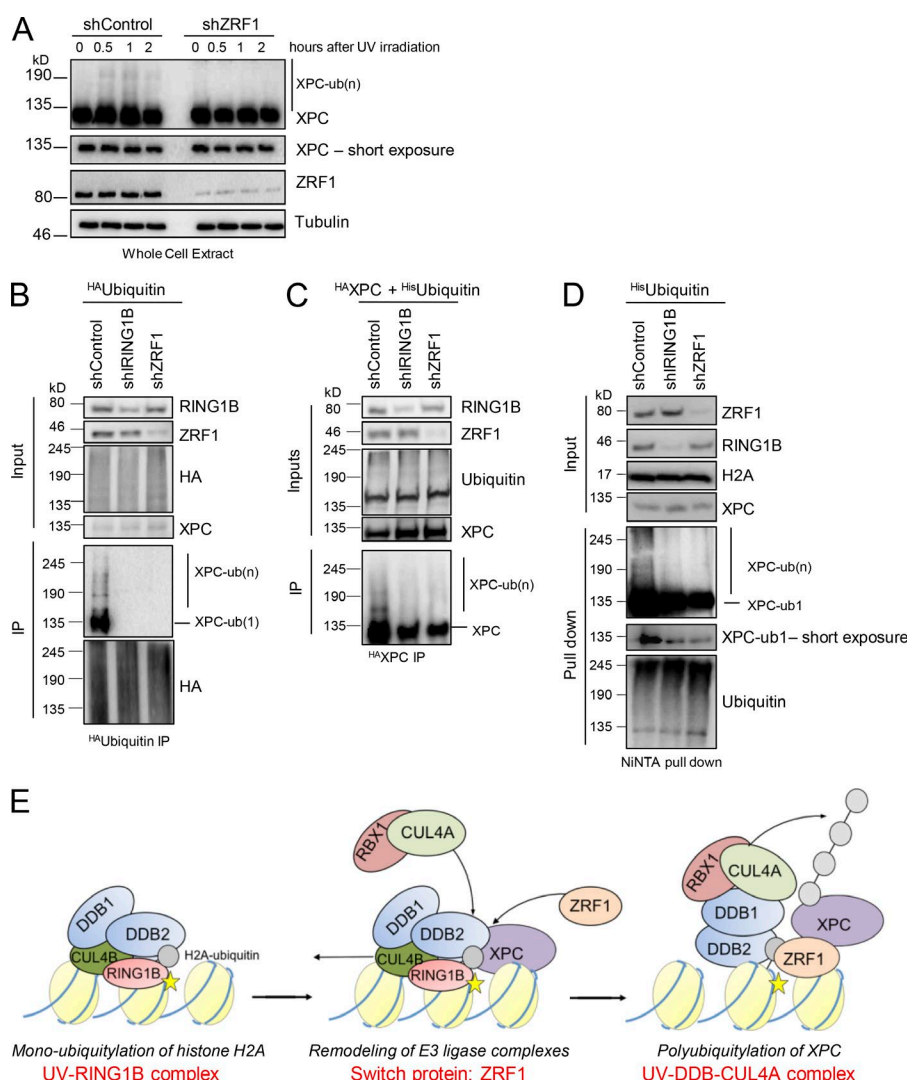 A
shControl shZRF1
0 0.5 1 2 0 0.5 1 2 hours after UV irradiation
kD
190
XPC-ub(n)
135
XPC
135
XPC – short exposure
ZRF1
80
Tubulin
46
Whole Cell Extract
B
HAUbiquitin
shControl
shIRING1B
shZRF1
kD
Input
80
RING1B
46
ZRF1
245
190
HA
135
135
XPC
IP
245
190
XPC-ub(n)
135
XPC-ub(1)
245
190
HA
135
HAUbiquitin IP
C
HAXPC + HisUbiquitin
shControl
shIRING1B
shZRF1
kD
Inputs
80
RING1B
46
ZRF1
245
190
Ubiquitin
135
135
XPC
IP
245
190
XPC-ub(n)
135
XPC
HAXPC IP
D
HisUbiquitin
shControl
shIRING1B
shZRF1
kD
Input
80
ZRF1
46
RING1B
17
H2A
135
XPC
Pull down
245
190
XPC-ub(n)
135
XPC-ub1
135
XPC-ub1– short exposure
245
190
Ubiquitin
135
NiNTA pull down
E
DDB1
DDB2
CUL4B
RING1B
H2A-ubiquitin
Mono-ubiquitylation of histone H2A
UV-RING1B complex
RBX1
CUL4A
ZRF1
DDB1
DDB2
CUL4B
RING1B
XPC
Remodeling of E3 ligase complexes
Switch protein: ZRF1
RBX1
CUL4A
DDB1
DDB2
XPC
ZRF1
Polyubiquitylation of XPC
UV-DDB-CUL4A complex